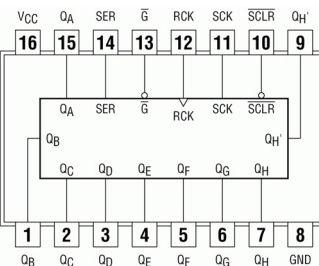 VCC QA SER G̅ RCK SCK S̅C̅L̅R̅ QH'
16 15 14 13 12 11 10 9
QA SER G̅ RCK SCK S̅C̅L̅R̅
QB QH'
QC QD QE QF QG QH
1 2 3 4 5 6 7 8
QB QC QD QE QF QG QH GND